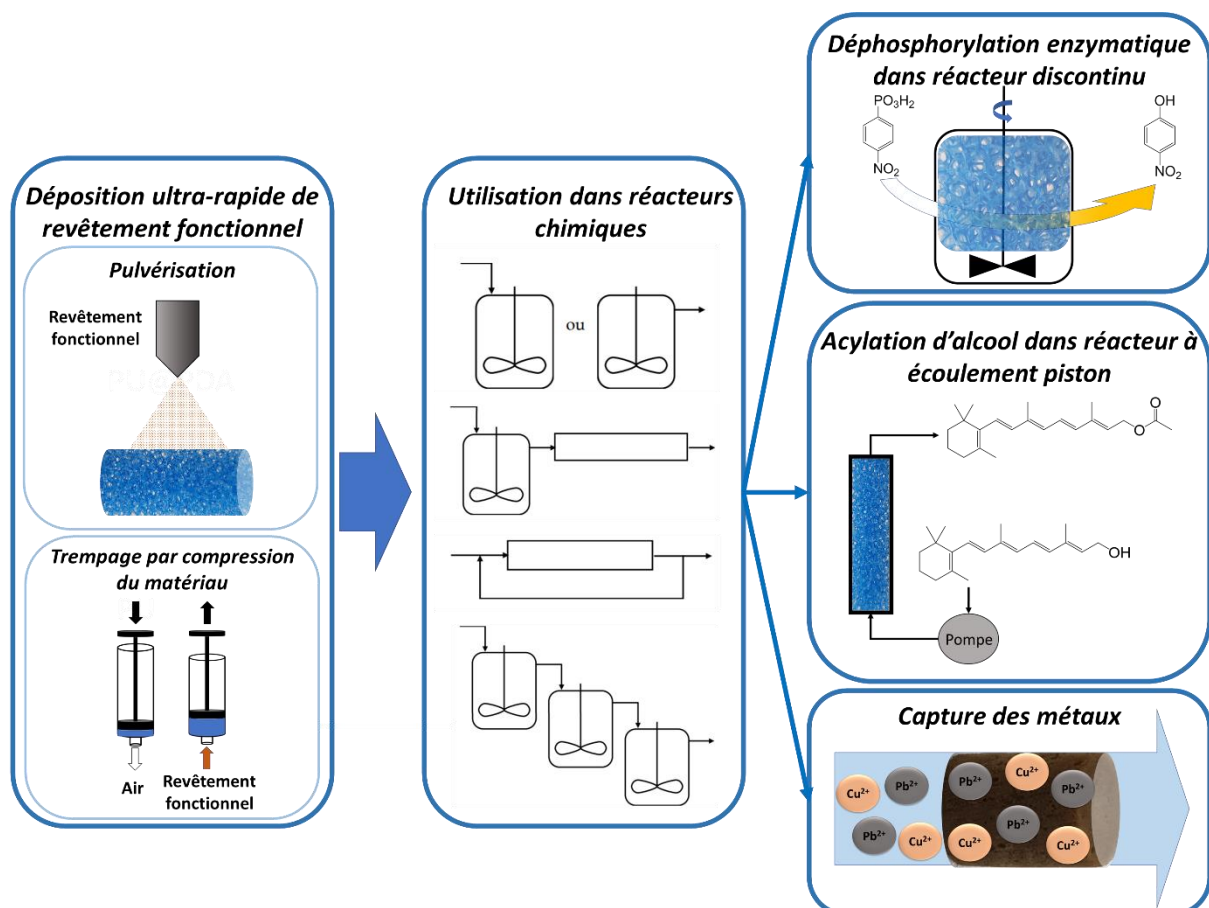 Déposition ultra-rapide de
revêtement fonctionnel
Pulvérisation
Revêtement
fonctionnel
Trempage par compression
du matériau
Air
Revêtement
fonctionnel
Utilisation dans réacteurs
chimiques
ou
Déphosphorylation enzymatique
dans réacteur discontinu
PO₃H₂
NO₂
OH
NO₂
Acylation d'alcool dans réacteur à
écoulement piston
O
O
OH
Pompe
Capture des métaux
Cu²⁺
Pb²⁺
Pb²⁺
Cu²⁺
Pb²⁺
Cu²⁺
Pb²⁺
Pb²⁺
Cu²⁺
Cu²⁺